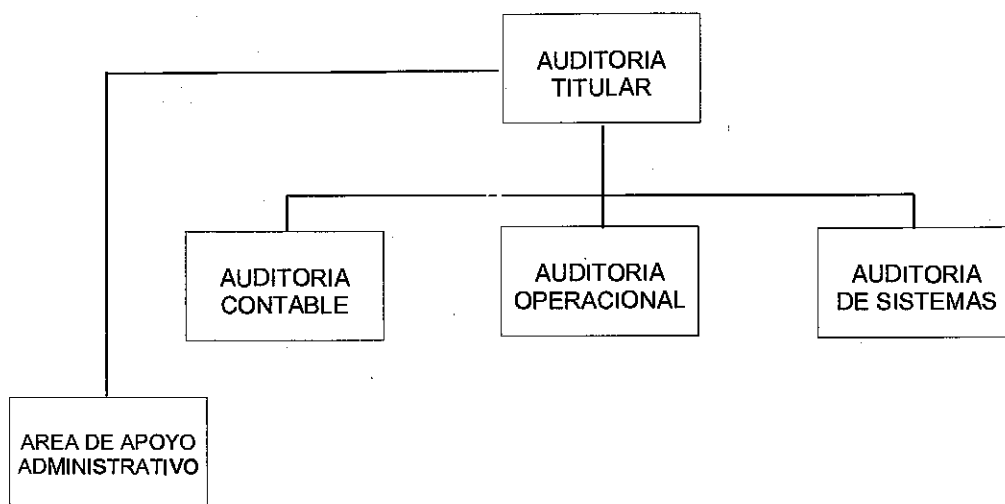 AUDITORIA
TITULAR
AUDITORIA
CONTABLE
AUDITORIA
OPERACIONAL
AUDITORIA
DE SISTEMAS
AREA DE APOYO
ADMINISTRATIVO